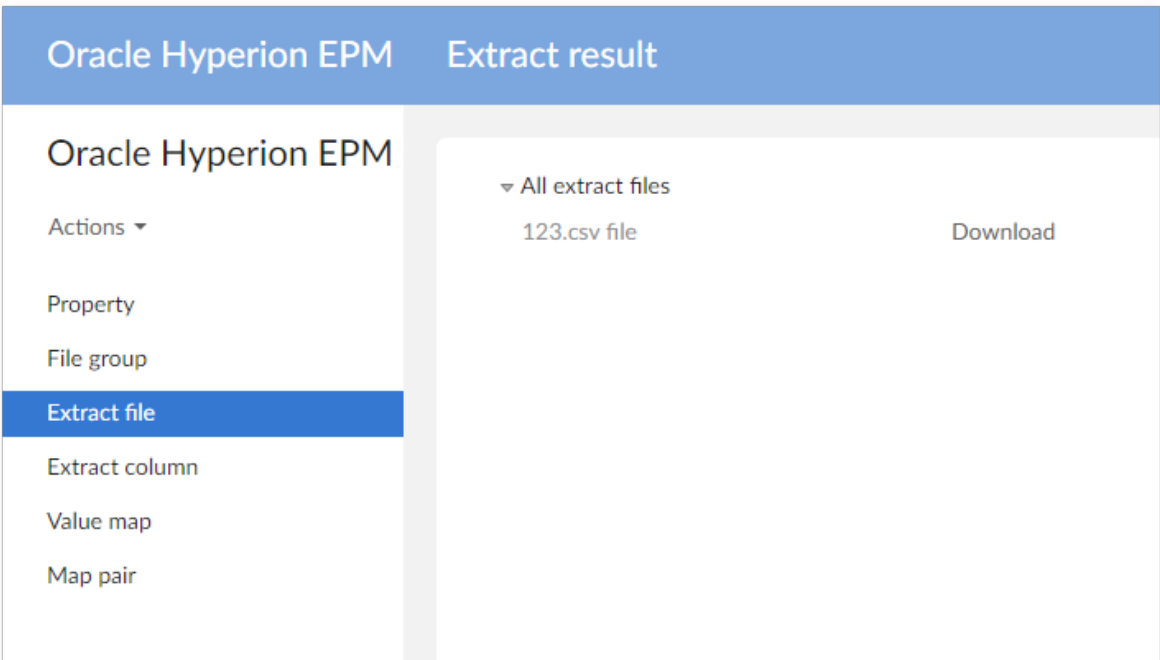 Oracle Hyperion EPM Extract result
Oracle Hyperion EPM
Actions
Property
File group
Extract file
Extract column
Value map
Map pair
All extract files
123.csv file Download